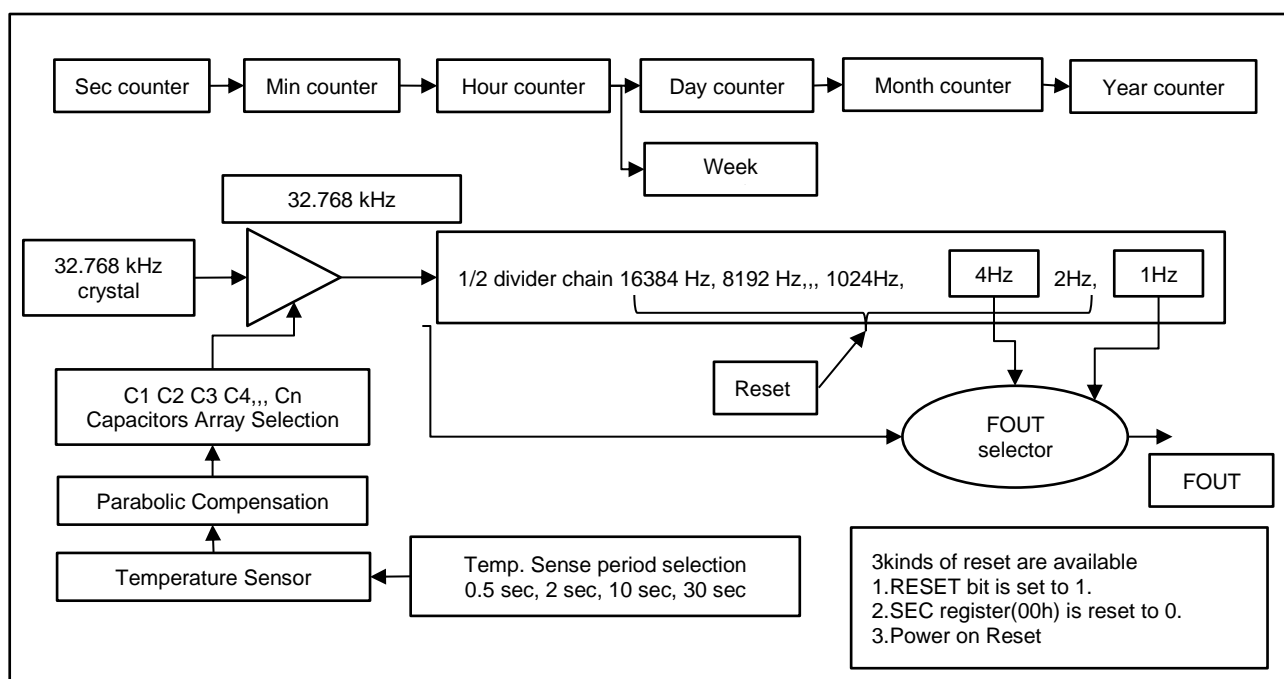 Sec counter
Min counter
Hour counter
Day counter
Month counter
Year counter
Week
32.768 kHz
32.768 kHz
crystal
1/2 divider chain 16384 Hz, 8192 Hz,,, 1024Hz,
4Hz
2Hz,
1Hz
Reset
C1 C2 C3 C4,,, Cn
Capacitors Array Selection
FOUT
selector
FOUT
Parabolic Compensation
Temperature Sensor
Temp. Sense period selection
0.5 sec, 2 sec, 10 sec, 30 sec
3kinds of reset are available
1.RESET bit is set to 1.
2.SEC register(00h) is reset to 0.
3.Power on Reset